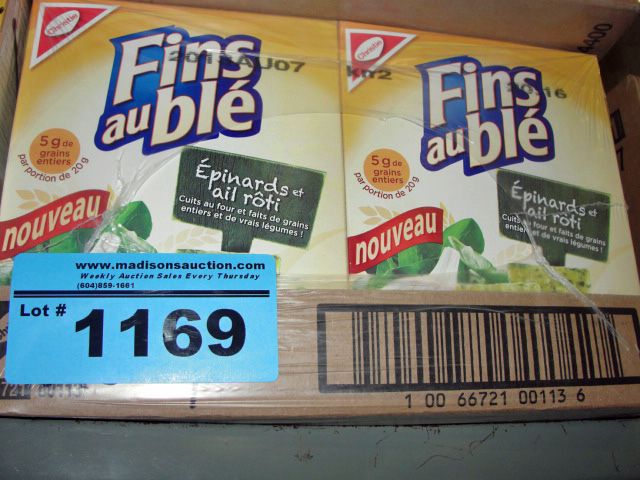 Christie
Fins
au blé
AU07
5 g de
grains
entiers
par portion de 20 g
Épinards et
ail rôti
Cuits au four et faits de grains
entiers et de vrais légumes !
nouveau
Christie
Fins
au blé
5 g de
grains
entiers
par portion de 20 g
Épinards et
ail rôti
Cuits au four et faits de grains
entiers et de vrais légumes !
nouveau
www.madisonsauction.com
Weekly Auction Sales Every Thursday
(604)859-1661
Lot # 1169
1 00 66721 00113 6